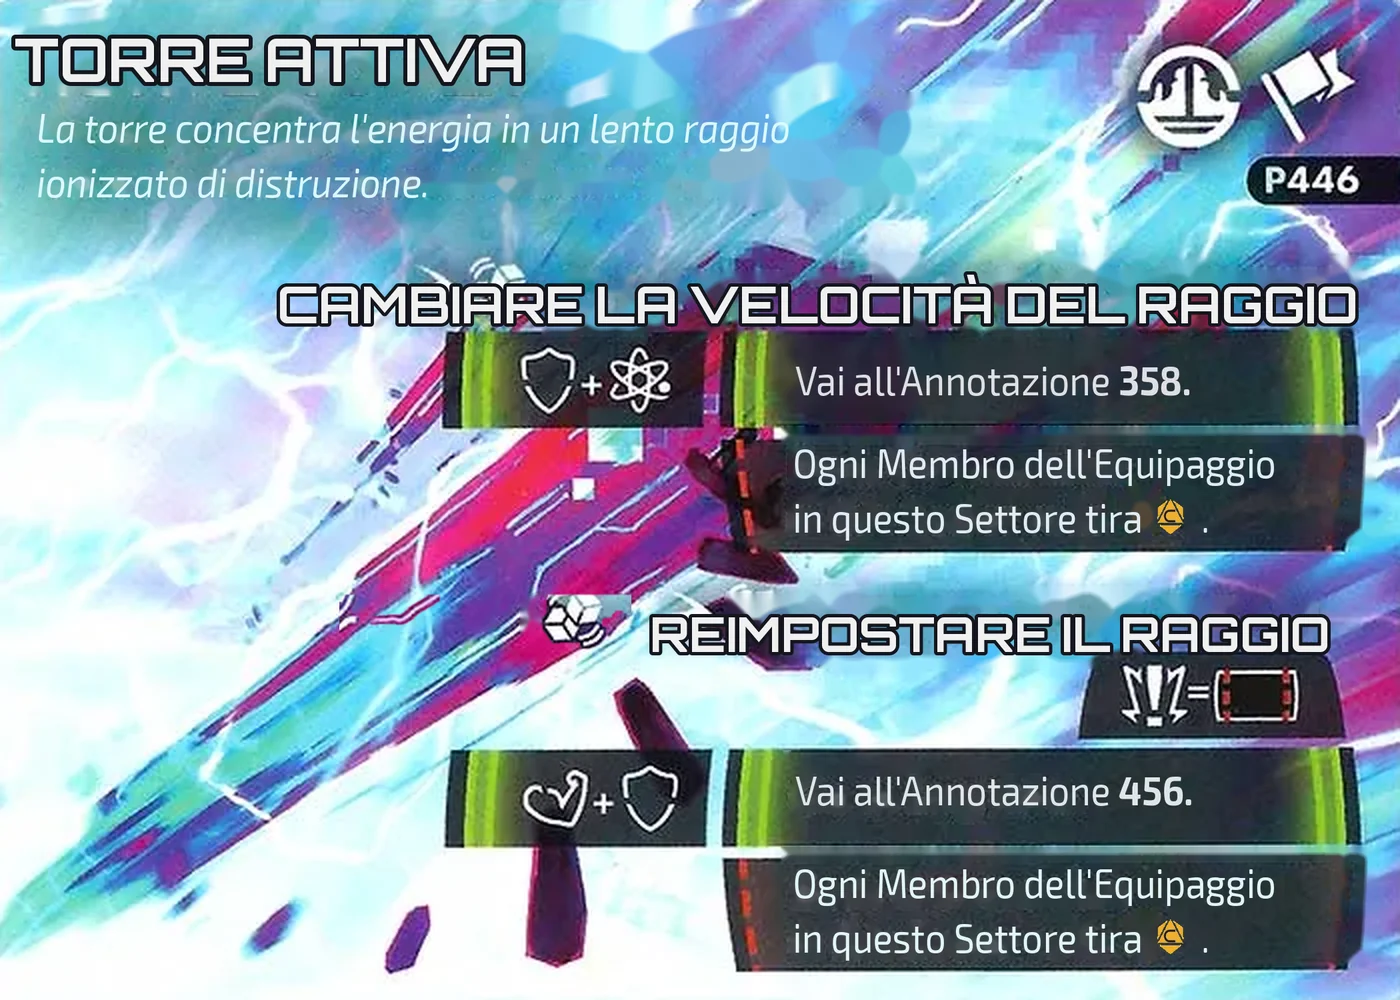 TORRE ATTIVA
La torre concentra l'energia in un lento raggio
ionizzato di distruzione.
P446
CAMBIARE LA VELOCITÀ DEL RAGGIO
+
Vai all'Annotazione 358.
Ogni Membro dell'Equipaggio
in questo Settore tira C .
REIMPOSTARE IL RAGGIO
! =
+
Vai all'Annotazione 456.
Ogni Membro dell'Equipaggio
in questo Settore tira C .